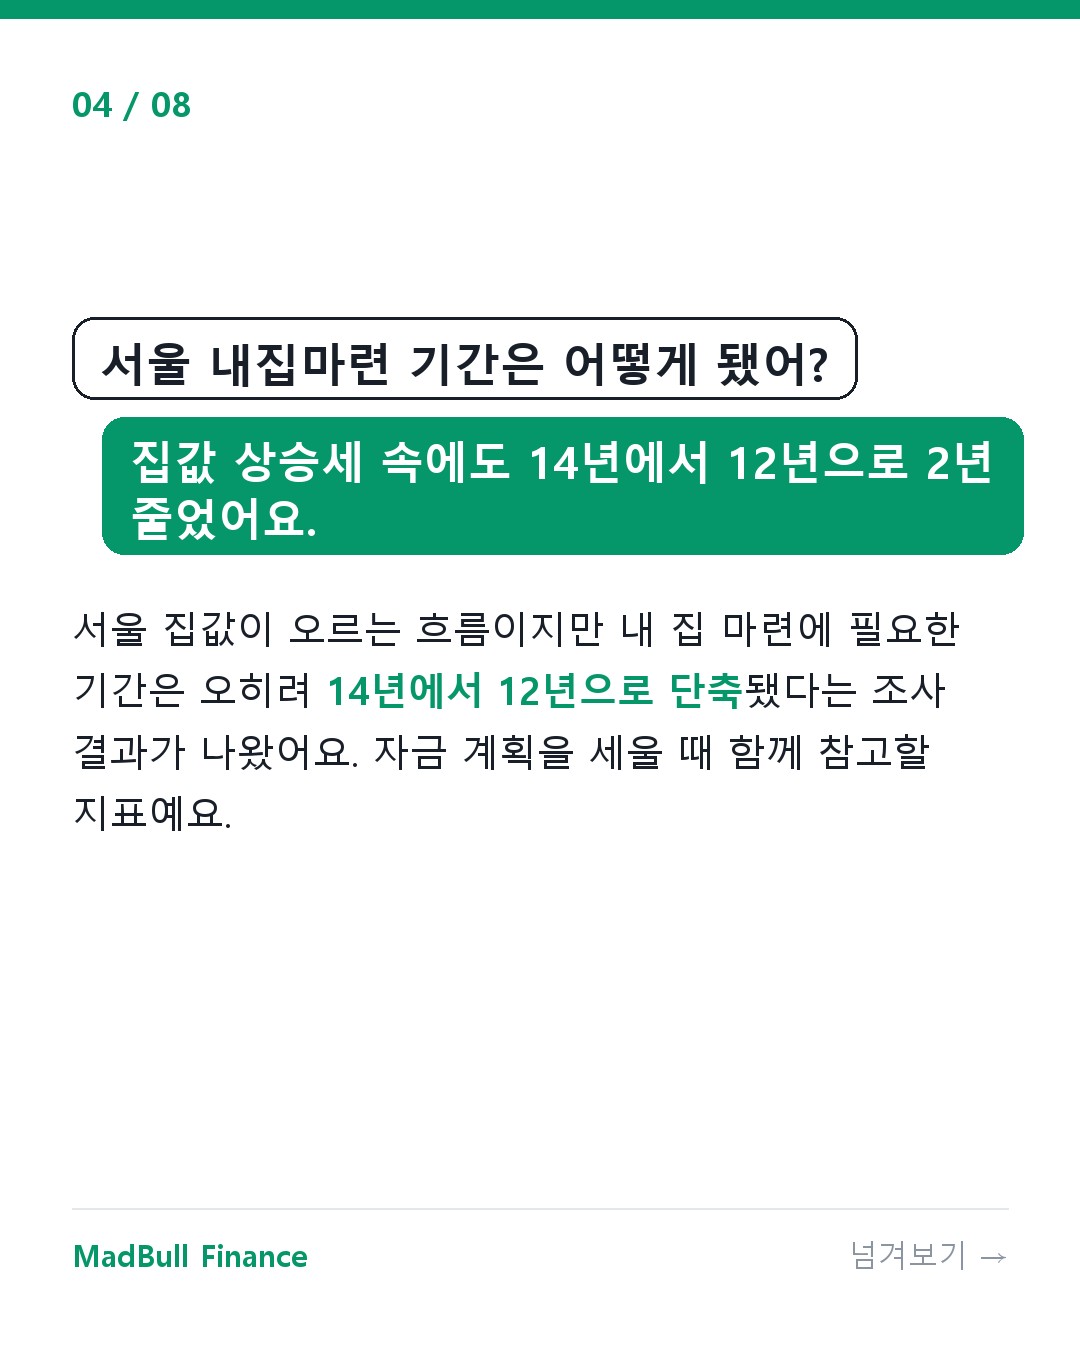 04 / 08
서울 내집마련 기간은 어떻게 됐어?
집값 상승세 속에도 14년에서 12년으로 2년
줄었어요.
서울 집값이 오르는 흐름이지만 내 집 마련에 필요한
기간은 오히려 14년에서 12년으로 단축됐다는 조사
결과가 나왔어요. 자금 계획을 세울 때 함께 참고할
지표예요.
MadBull Finance
넘겨보기 →